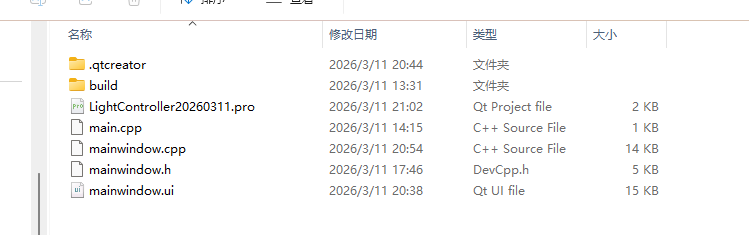 名称 修改日期 类型 大小
.qtcreator 2026/3/11 20:44 文件夹
build 2026/3/11 13:31 文件夹
LightController20260311.pro 2026/3/11 21:02 Qt Project file 2 KB
main.cpp 2026/3/11 14:15 C++ Source File 1 KB
mainwindow.cpp 2026/3/11 20:54 C++ Source File 14 KB
mainwindow.h 2026/3/11 17:46 DevCpp.h 5 KB
mainwindow.ui 2026/3/11 20:38 Qt UI file 15 KB